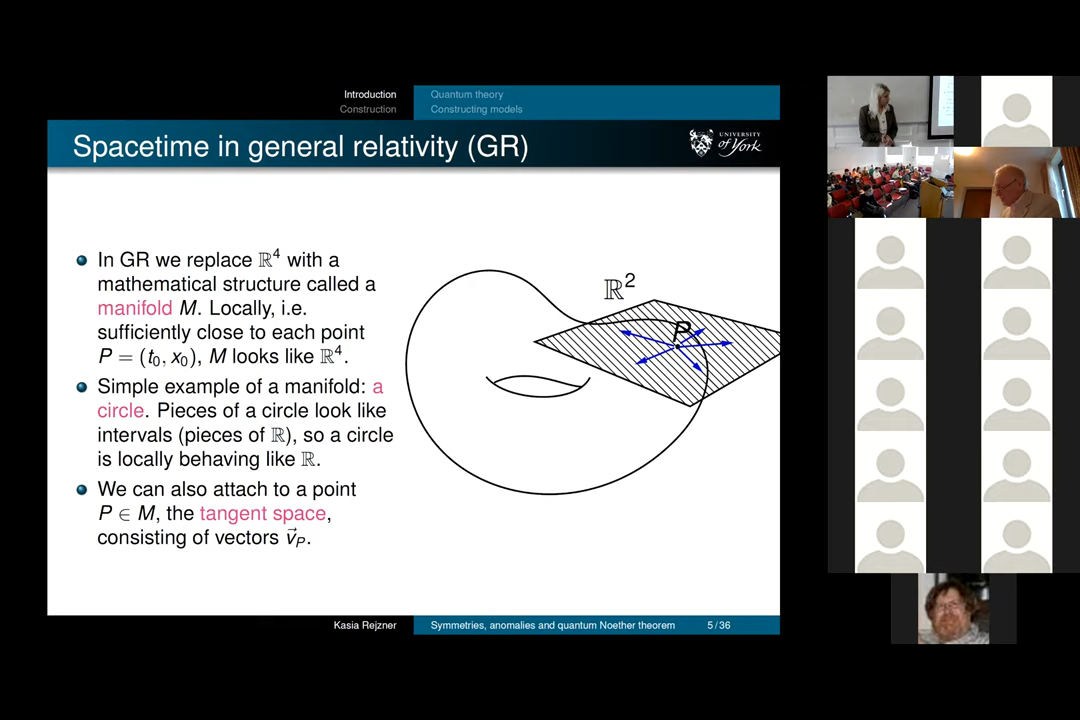 Introduction
Construction
Quantum theory
Constructing models
Spacetime in general relativity (GR)
UNIVERSITY
of York
In GR we replace ℝ⁴ with a
mathematical structure called a
manifold M. Locally, i.e.
sufficiently close to each point
P = (t₀, x₀), M looks like ℝ⁴.
Simple example of a manifold: a
circle. Pieces of a circle look like
intervals (pieces of ℝ), so a circle
is locally behaving like ℝ.
We can also attach to a point
P ∈ M, the tangent space,
consisting of vectors v⃗_P.
ℝ²
P
Kasia Rejzner
Symmetries, anomalies and quantum Noether theorem
5/36